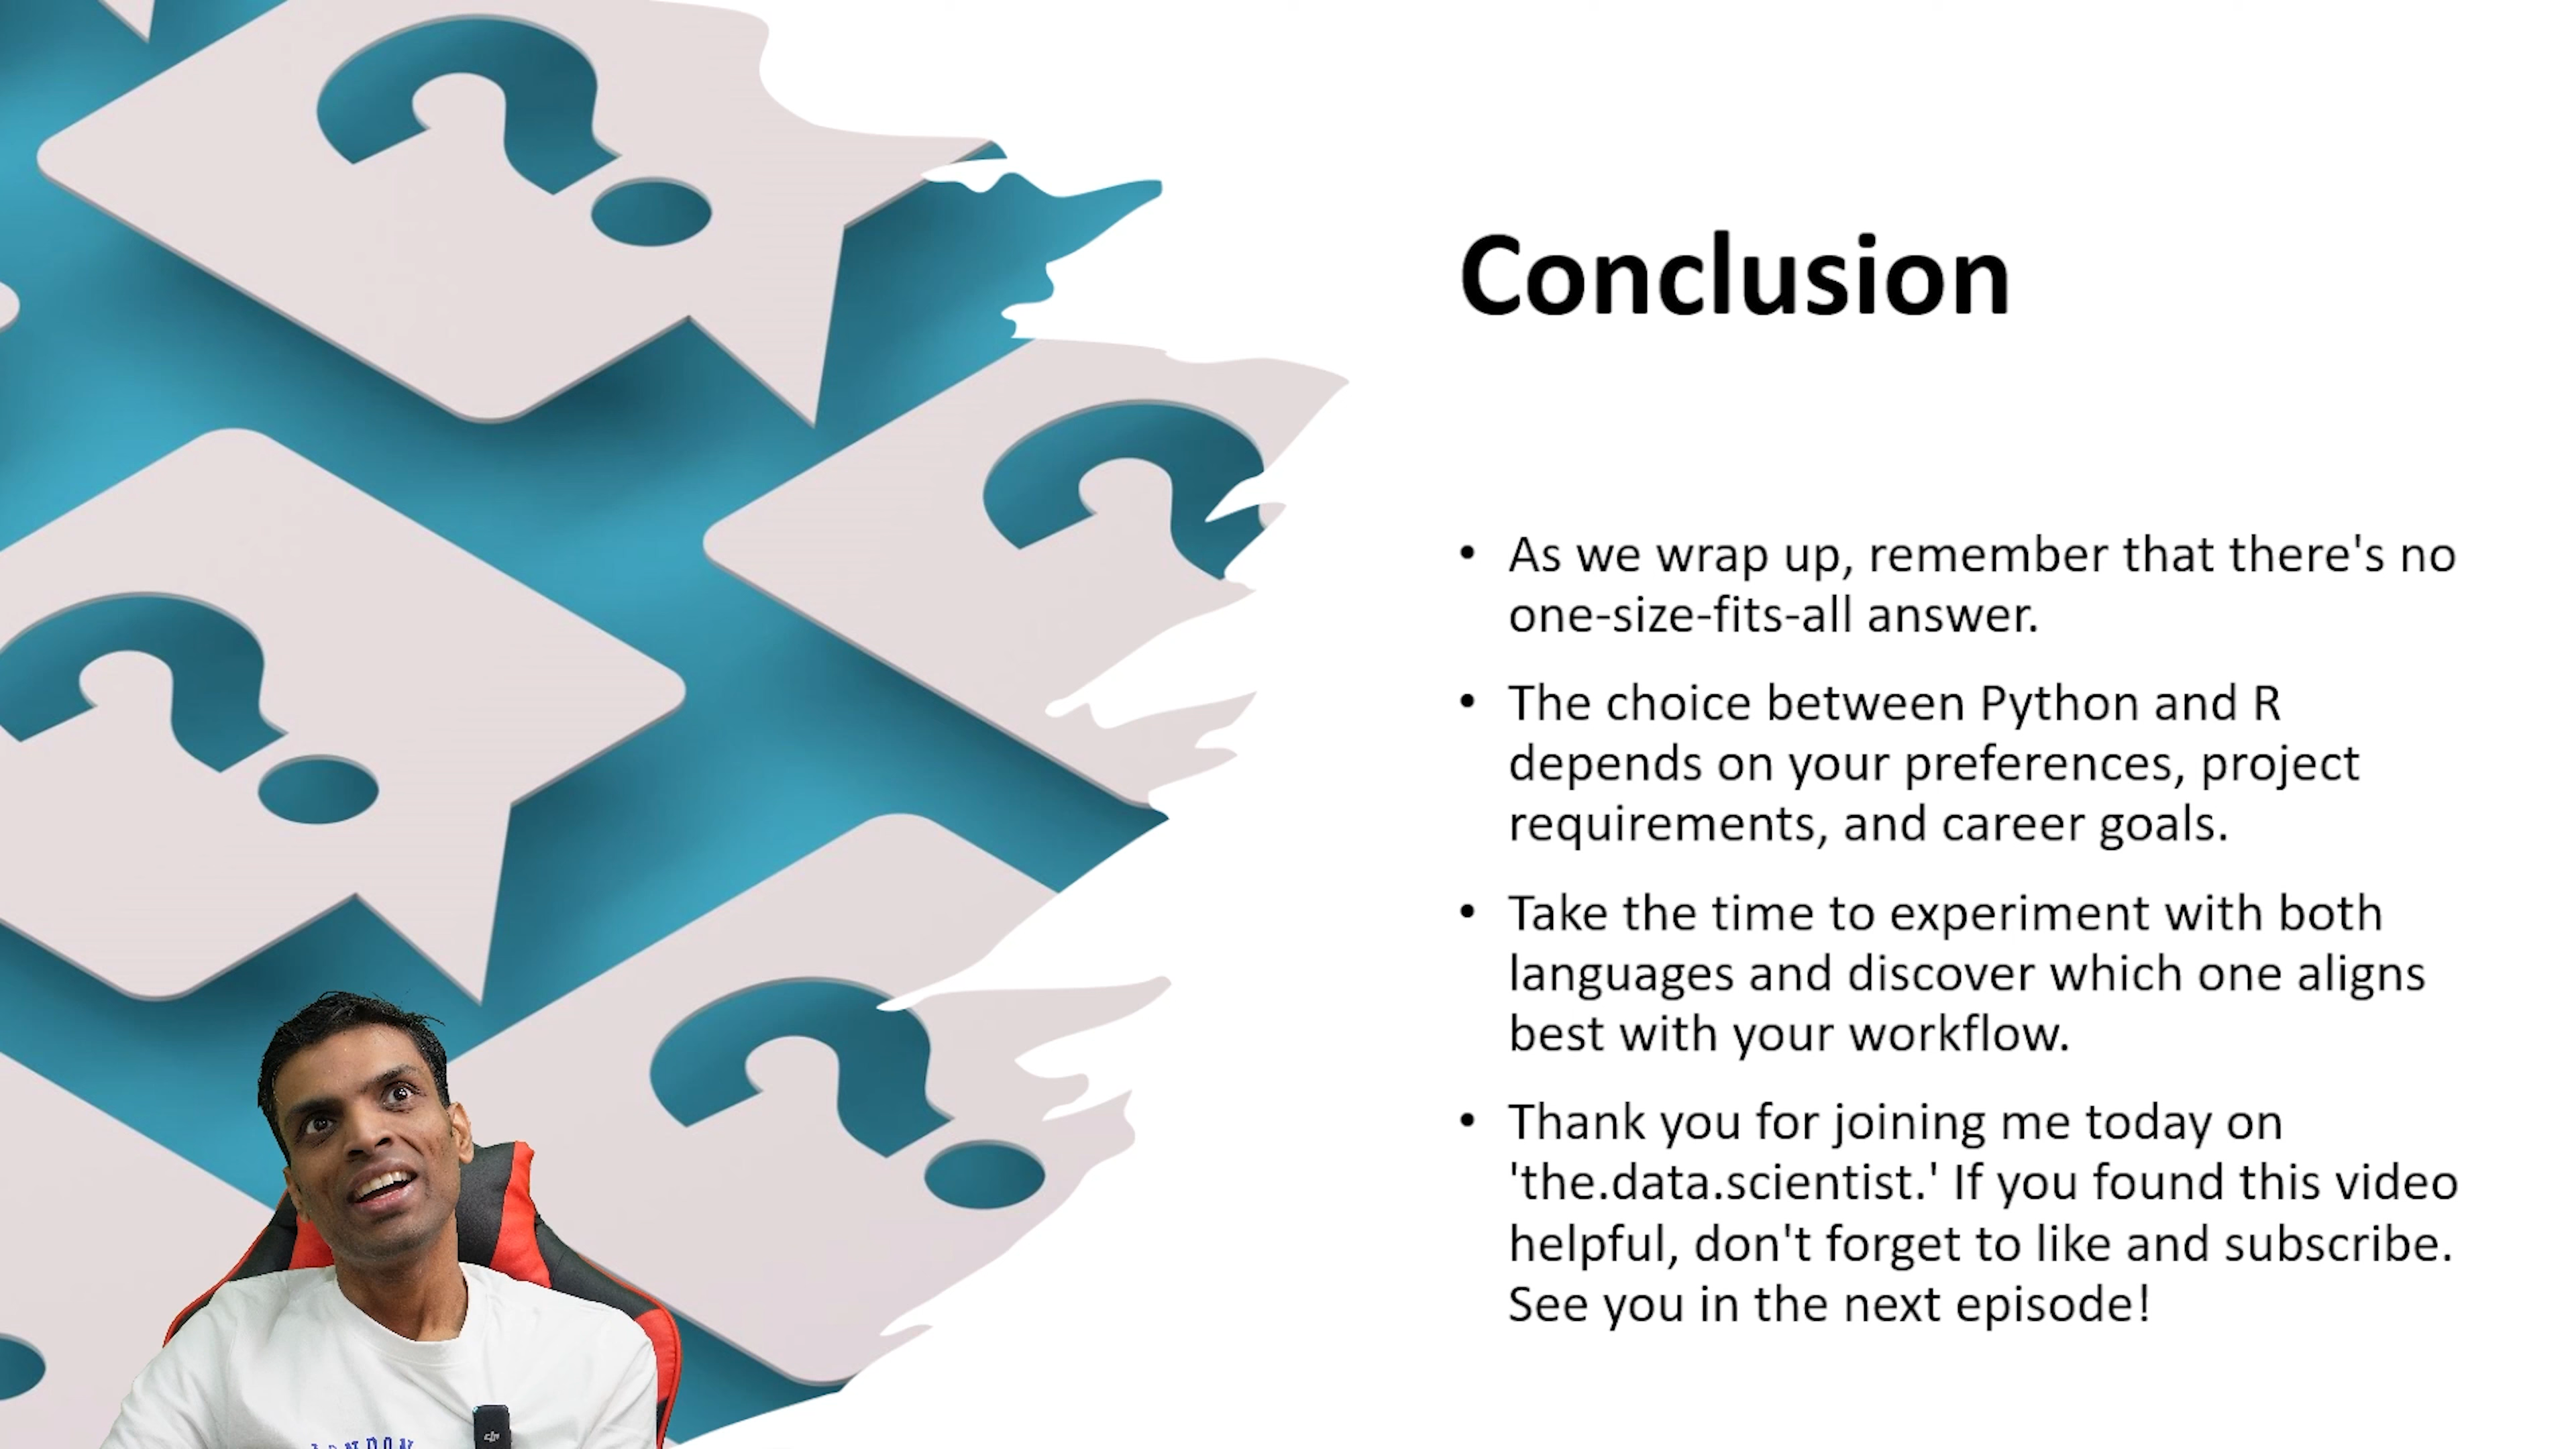 Conclusion
• As we wrap up, remember that there's no
one-size-fits-all answer.
• The choice between Python and R
depends on your preferences, project
requirements, and career goals.
• Take the time to experiment with both
languages and discover which one aligns
best with your workflow.
• Thank you for joining me today on
'the.data.scientist.' If you found this video
helpful, don't forget to like and subscribe.
See you in the next episode!
dji